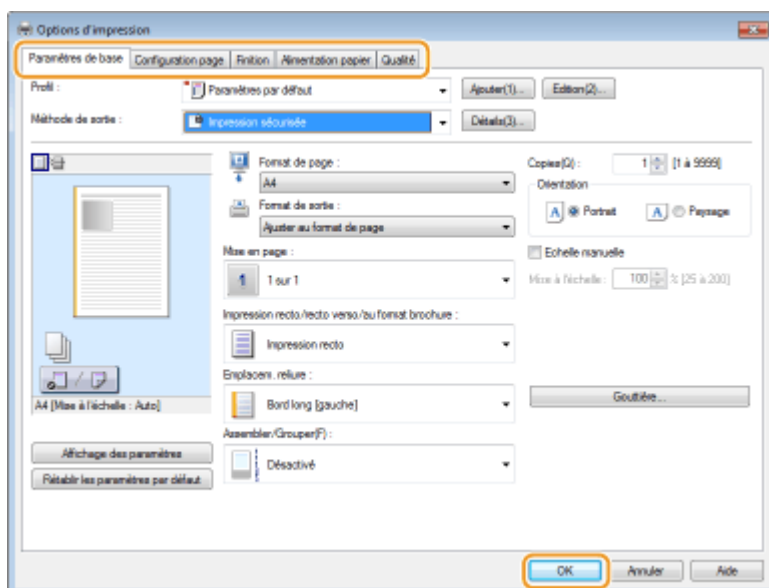 Options d'impression
Paramètres de base Configuration page Finition Alimentation papier Qualité
Profil : Paramètres par défaut Ajouter(1)... Edition(2)...
Méthode de sortie : Impression sécurisée Détails(3)...
Format de page :
A4
Format de sortie :
Ajuster au format de page
Mise en page :
1 1 sur 1
Impression recto/recto verso/au format brochure :
Impression recto
Emplacem. reliure :
Bord long [gauche]
Assembler/Grouper(F) :
Désactivé
Copies(Q) : 1 [1 à 9999]
Orientation
A Portrait A Paysage
Echelle manuelle
Mise à l'échelle : 100 % [25 à 200]
Gouttière...
A4 [Mise à l'échelle : Auto]
Affichage des paramètres
Rétablir les paramètres par défaut
OK Annuler Aide